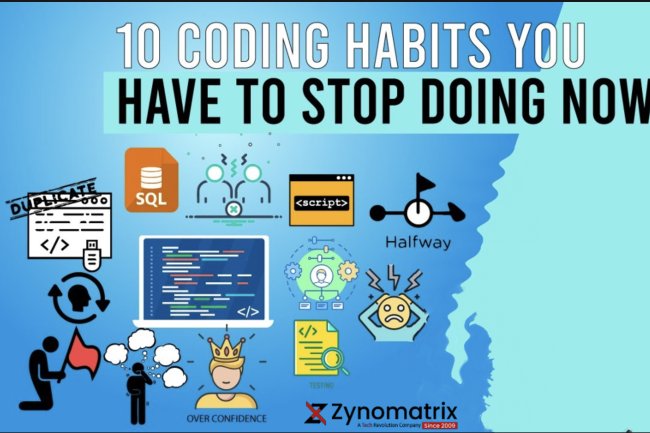 10 CODING HABITS YOU
HAVE TO STOP DOING NOW
DUPLICATE
</>
SQL
<script>
Halfway
</>
</>
OVER CONFIDENCE
TESTING
Zynomatrix
A Tech Revolution Company
Since 2009